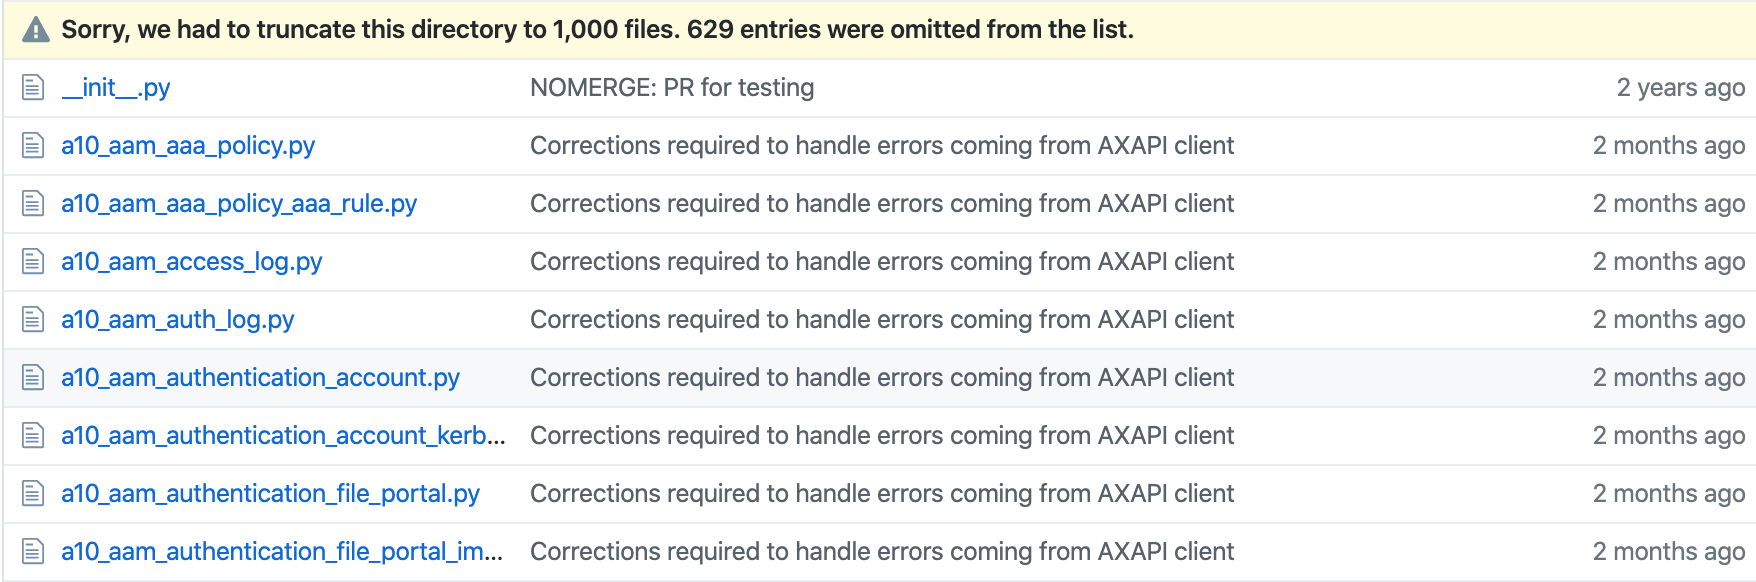 Sorry, we had to truncate this directory to 1,000 files. 629 entries were omitted from the list.
__init__.py NOMERGE: PR for testing 2 years ago
a10_aam_aaa_policy.py Corrections required to handle errors coming from AXAPI client 2 months ago
a10_aam_aaa_policy_aaa_rule.py Corrections required to handle errors coming from AXAPI client 2 months ago
a10_aam_access_log.py Corrections required to handle errors coming from AXAPI client 2 months ago
a10_aam_auth_log.py Corrections required to handle errors coming from AXAPI client 2 months ago
a10_aam_authentication_account.py Corrections required to handle errors coming from AXAPI client 2 months ago
a10_aam_authentication_account_kerb... Corrections required to handle errors coming from AXAPI client 2 months ago
a10_aam_authentication_file_portal.py Corrections required to handle errors coming from AXAPI client 2 months ago
a10_aam_authentication_file_portal_im... Corrections required to handle errors coming from AXAPI client 2 months ago